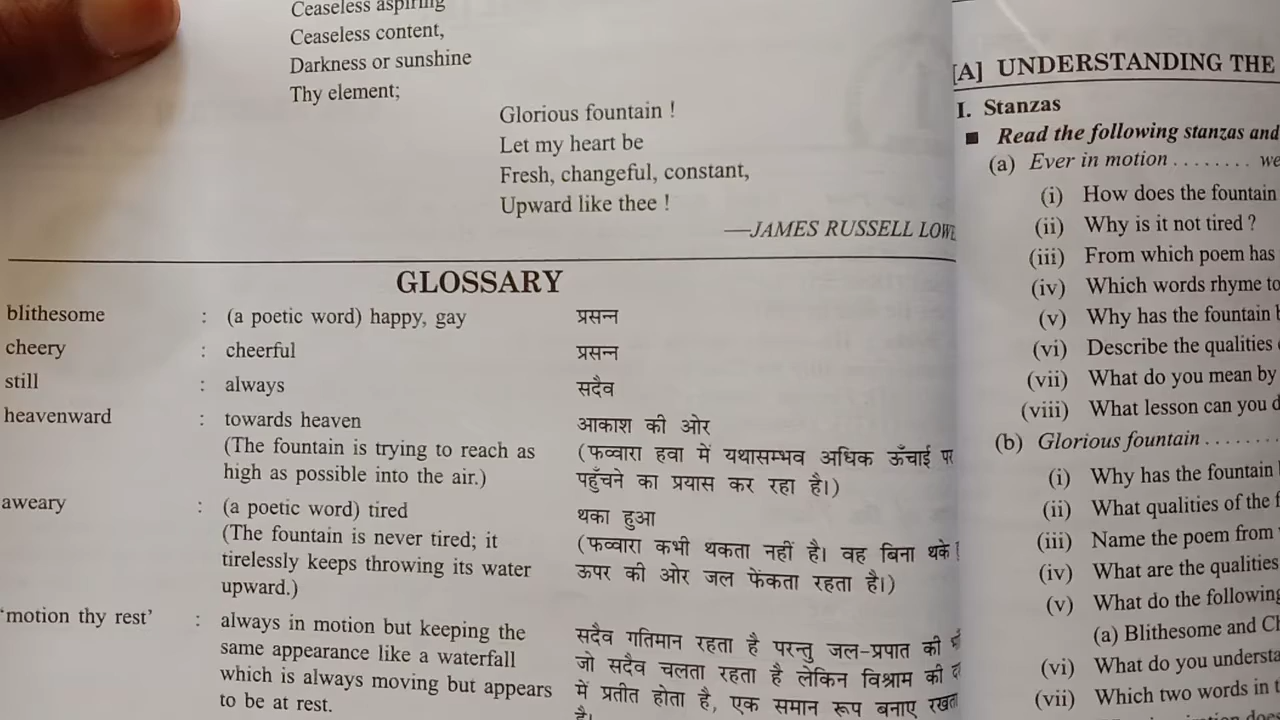 Ceaseless aspiring
Ceaseless content,
Darkness or sunshine
Thy element;
Glorious fountain !
Let my heart be
Fresh, changeful, constant,
Upward like thee !
—JAMES RUSSELL LOWE
GLOSSARY
blithesome : (a poetic word) happy, gay प्रसन्न
cheery : cheerful प्रसन्न
still : always सदैव
heavenward : towards heaven आकाश की ओर
(The fountain is trying to reach as (फव्वारा हवा में यथासम्भव अधिक ऊँचाई पर
high as possible into the air.) पहुँचने का प्रयास कर रहा है।)
aweary : (a poetic word) tired थका हुआ
(The fountain is never tired; it (फव्वारा कभी थकता नहीं है। वह बिना थके
tirelessly keeps throwing its water ऊपर की ओर जल फेंकता रहता है।)
upward.)
‘motion thy rest’ : always in motion but keeping the सदैव गतिमान रहता है परन्तु जल-प्रपात की
same appearance like a waterfall जो सदैव चलता रहता है लेकिन विश्राम की
which is always moving but appears में प्रतीत होता है, एक समान रूप बनाए रखता
to be at rest. है।
[A] UNDERSTANDING THE
I. Stanzas
■ Read the following stanzas and
(a) Ever in motion ........ we
(i) How does the fountain
(ii) Why is it not tired ?
(iii) From which poem has
(iv) Which words rhyme to
(v) Why has the fountain b
(vi) Describe the qualities
(vii) What do you mean by
(viii) What lesson can you d
(b) Glorious fountain ........
(i) Why has the fountain
(ii) What qualities of the f
(iii) Name the poem from
(iv) What are the qualities
(v) What do the following
(a) Blithesome and Ch
(vi) What do you understa
(vii) Which two words in t